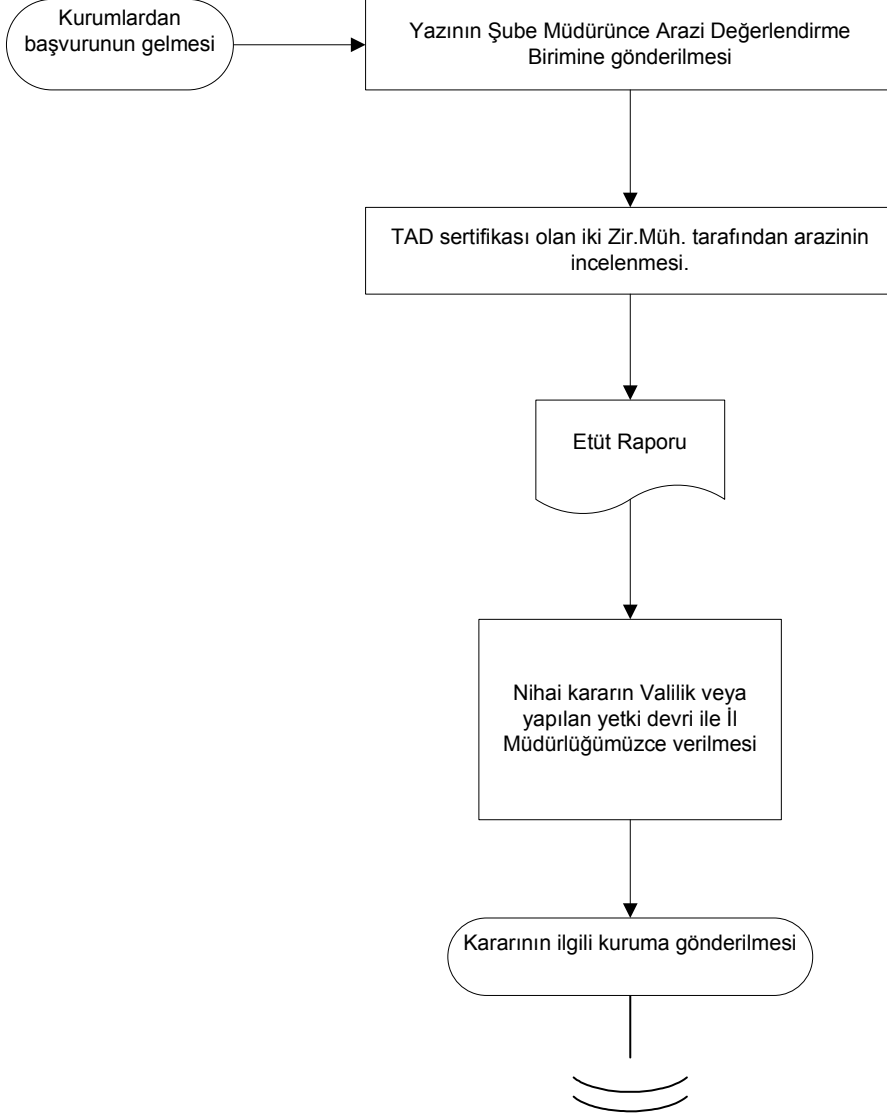 Kurumlardan
başvurunun gelmesi
Yazının Şube Müdürünce Arazi Değerlendirme
Birimine gönderilmesi
TAD sertifikası olan iki Zir.Müh. tarafından arazinin
incelenmesi.
Etüt Raporu
Nihai kararın Valilik veya
yapılan yetki devri ile İl
Müdürlüğümüzce verilmesi
Kararının ilgili kuruma gönderilmesi